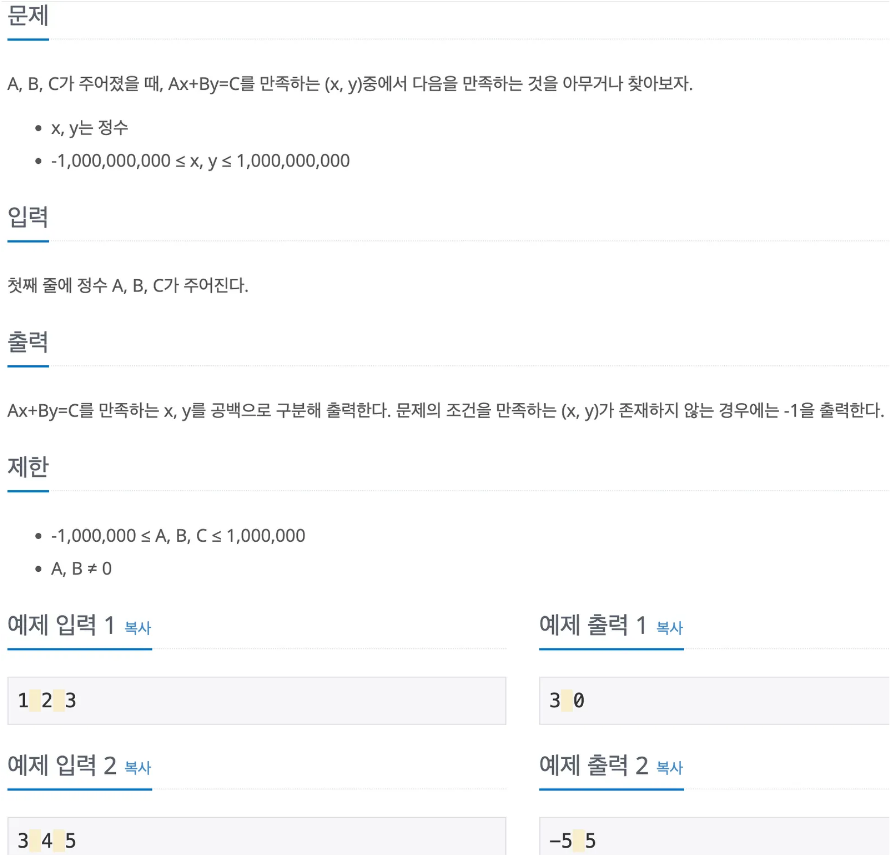 문제
A, B, C가 주어졌을 때, Ax+By=C를 만족하는 (x, y)중에서 다음을 만족하는 것을 아무거나 찾아보자.
• x, y는 정수
• -1,000,000,000 ≤ x, y ≤ 1,000,000,000
입력
첫째 줄에 정수 A, B, C가 주어진다.
출력
Ax+By=C를 만족하는 x, y를 공백으로 구분해 출력한다. 문제의 조건을 만족하는 (x, y)가 존재하지 않는 경우에는 -1을 출력한다.
제한
• -1,000,000 ≤ A, B, C ≤ 1,000,000
• A, B ≠ 0
예제 입력 1 복사
1 2 3
예제 출력 1 복사
3 0
예제 입력 2 복사
3 4 5
예제 출력 2 복사
-5 5